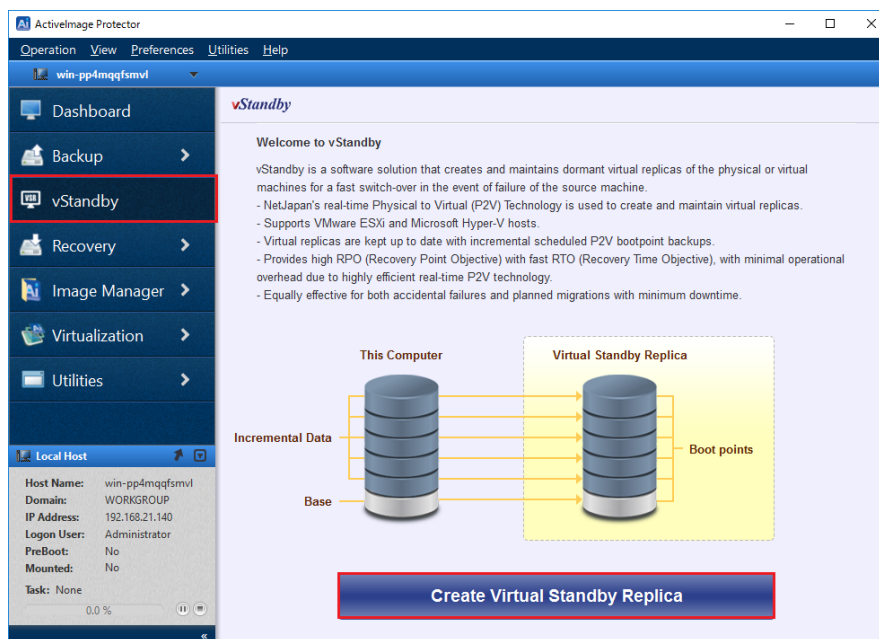 Ai ActiveImage Protector
Operation View Preferences Utilities Help
win-pp4mqqfsmvl
Dashboard
Backup
VSB vStandby
Recovery
Ai Image Manager
Virtualization
Utilities
Local Host
Host Name: win-pp4mqqfsmvl
Domain: WORKGROUP
IP Address: 192.168.21.140
Logon User: Administrator
PreBoot: No
Mounted: No
Task: None
0.0 %
vStandby
Welcome to vStandby
vStandby is a software solution that creates and maintains dormant virtual replicas of the physical or virtual
machines for a fast switch-over in the event of failure of the source machine.
- NetJapan's real-time Physical to Virtual (P2V) Technology is used to create and maintain virtual replicas.
- Supports VMware ESXi and Microsoft Hyper-V hosts.
- Virtual replicas are kept up to date with incremental scheduled P2V bootpoint backups.
- Provides high RPO (Recovery Point Objective) with fast RTO (Recovery Time Objective), with minimal operational
overhead due to highly efficient real-time P2V technology.
- Equally effective for both accidental failures and planned migrations with minimum downtime.
This Computer
Virtual Standby Replica
Incremental Data
Boot points
Base
Create Virtual Standby Replica